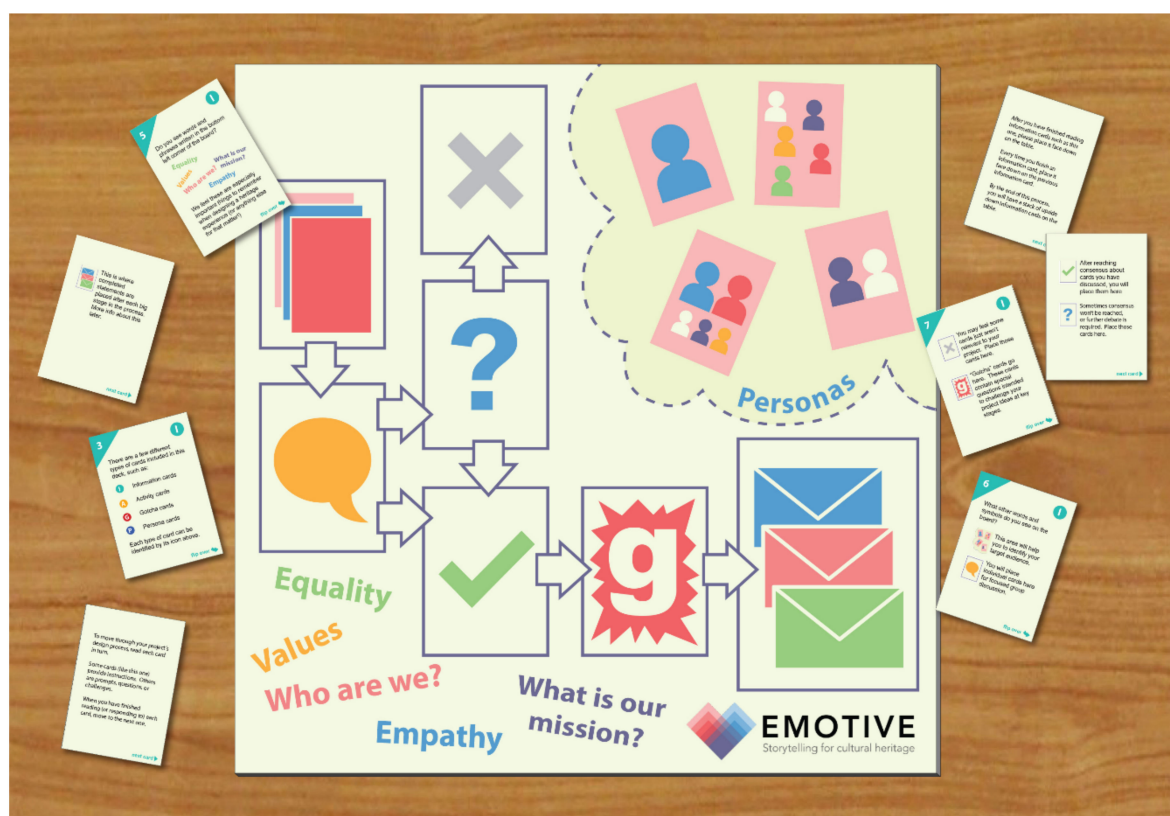 5
I
Do you see words and
phrases written in the bottom
left corner of the board?
Equality
Values
What is our
mission?
Who are we?
Empathy
We feel these are especially
important things to remember
when designing a heritage
experience (or anything else
for that matter!)
flip over
This is where
completed
statements are
placed after each big
stage in the process.
More info about this
later.
next card
3
I
There are a few different
types of cards included in this
deck, such as:
I Information cards
A Activity cards
G Gotcha cards
P Persona cards
Each type of card can be
identified by its icon above.
flip over
To move through your project's
design process, read each card
in turn.
Some cards (like this one)
provide instructions. Others
are prompts, questions, or
challenges.
When you have finished
reading (or responding to) each
card, move to the next one.
next card
?
Personas
g
Equality
Values
Who are we?
Empathy
What is our
mission?
EMOTIVE
Storytelling for cultural heritage
After you have finished reading
information cards such as this
one, please place it face down
on the table.
Every time you finish an
information card, place it
face down on the previous
information card.
By the end of this process,
you will have a stack of upside
down information cards on the
table.
next
After reaching
consensus about
cards you have
discussed, you will
place them here.
?
Sometimes consensus
won't be reached,
or further debate is
required. Place those
cards here.
next card
7
I
You may feel some
cards just aren't
relevant to your
project. Place those
cards here.
g
"Gotcha" cards go
here. These cards
contain special
questions intended
to challenge your
project ideas at key
stages.
flip over
6
I
What other words and
symbols do you see on the
board?
This area will help
you to identify your
target audience.
You will place
individual cards here
for focused group
discussion.
flip over